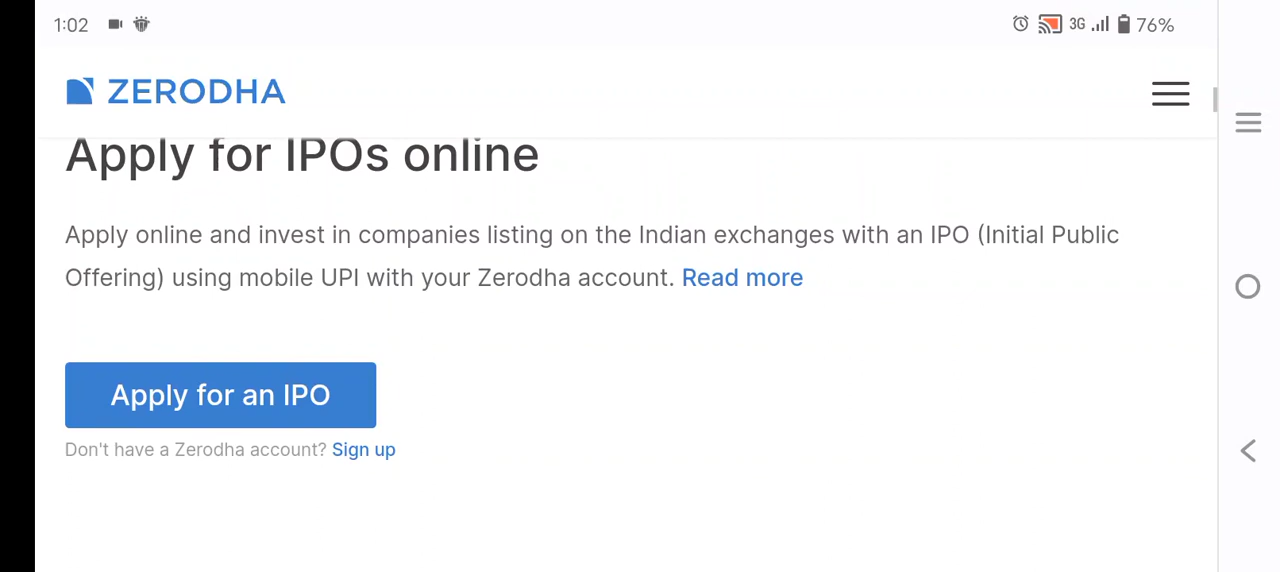 1:02 3G 76%
ZERODHA
Apply for IPOs online
Apply online and invest in companies listing on the Indian exchanges with an IPO (Initial Public
Offering) using mobile UPI with your Zerodha account. Read more
Apply for an IPO
Don't have a Zerodha account? Sign up